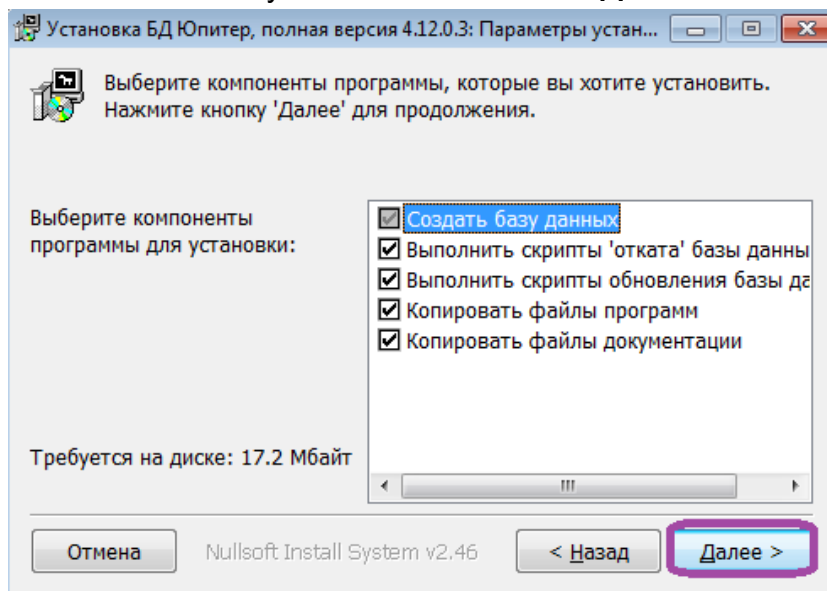 Установка БД Юпитер, полная версия 4.12.0.3: Параметры устан...
Выберите компоненты программы, которые вы хотите установить.
Нажмите кнопку 'Далее' для продолжения.
Выберите компоненты
программы для установки:
Создать базу данных
Выполнить скрипты 'отката' базы данны
Выполнить скрипты обновления базы да
Копировать файлы программ
Копировать файлы документации
Требуется на диске: 17.2 Мбайт
Отмена
Nullsoft Install System v2.46
< Назад
Далее >